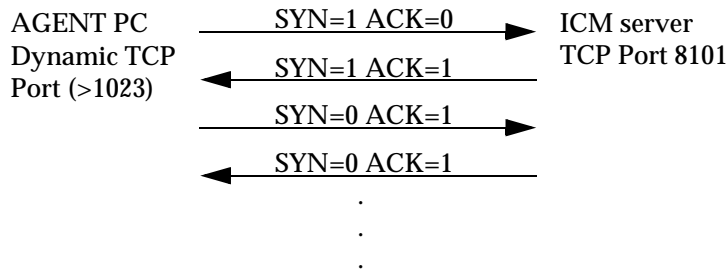 AGENT PC
Dynamic TCP
Port (>1023)
SYN=1 ACK=0
SYN=1 ACK=1
SYN=0 ACK=1
SYN=0 ACK=1
.
.
.
ICM server
TCP Port 8101